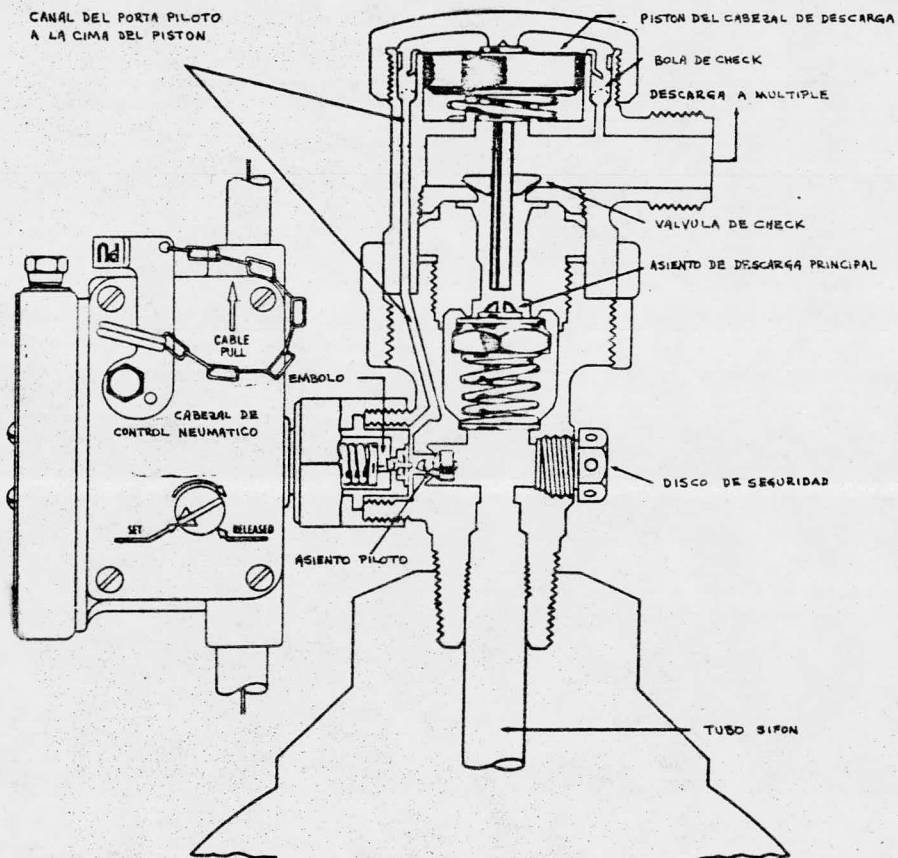 CANAL DEL PORTA PILOTO
A LA CIMA DEL PISTON
PISTON DEL CABEZAL DE DESCARGA
BOLA DE CHECK
DESCARGA A MULTIPLE
VALVULA DE CHECK
ASIENTO DE DESCARGA PRINCIPAL
CABLE
PULL
EMBOLO
CABEZAL DE
CONTROL NEUMATICO
DISCO DE SEGURIDAD
SET
RELEASED
ASIENTO PILOTO
TUBO SIFON